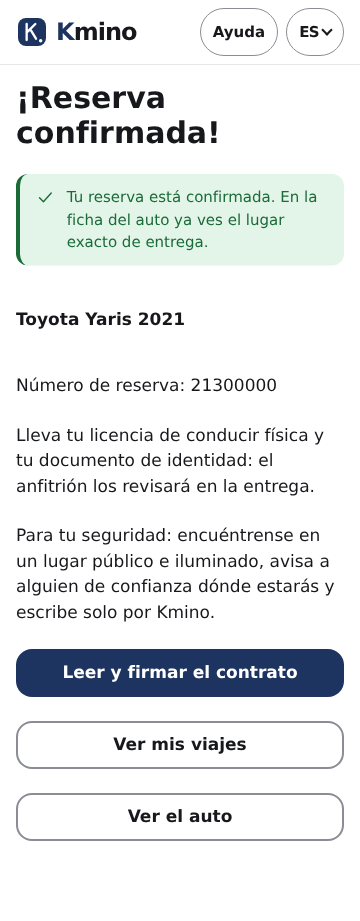 K. Kmino
Ayuda
ES
¡Reserva
confirmada!
Tu reserva está confirmada. En la
ficha del auto ya ves el lugar
exacto de entrega.
Toyota Yaris 2021
Número de reserva: 21300000
Lleva tu licencia de conducir física y
tu documento de identidad: el
anfitrión los revisará en la entrega.
Para tu seguridad: encuéntrense en
un lugar público e iluminado, avisa a
alguien de confianza dónde estarás y
escribe solo por Kmino.
Leer y firmar el contrato
Ver mis viajes
Ver el auto